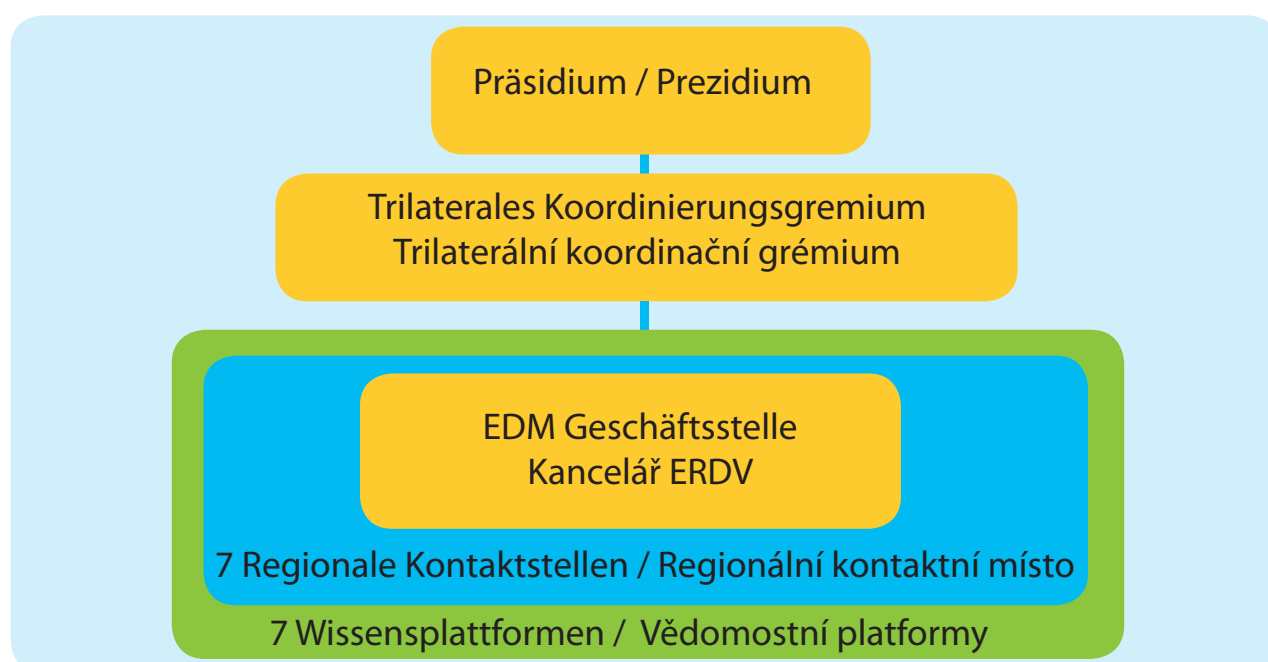 Präsidium / Prezidium
Trilaterales Koordinierungsgremium
Trilaterální koordinační grémium
EDM Geschäftsstelle
Kancelář ERDV
7 Regionale Kontaktstellen / Regionální kontaktní místo
7 Wissensplattformen / Vědomostní platformy